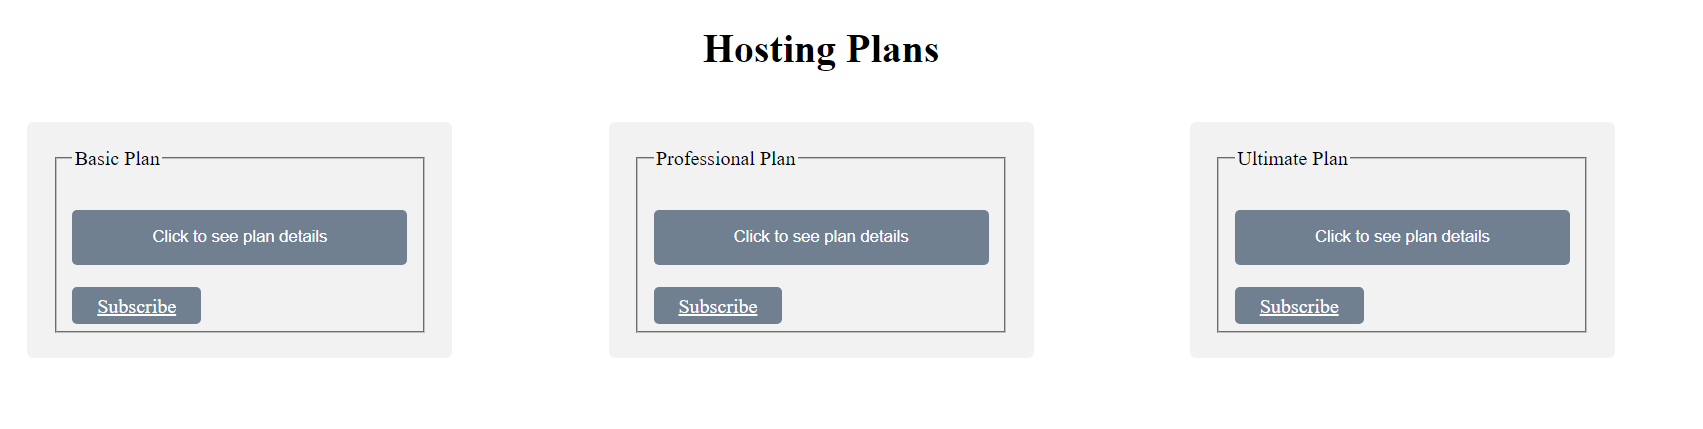 Hosting Plans
Basic Plan
Click to see plan details
Subscribe
Professional Plan
Click to see plan details
Subscribe
Ultimate Plan
Click to see plan details
Subscribe